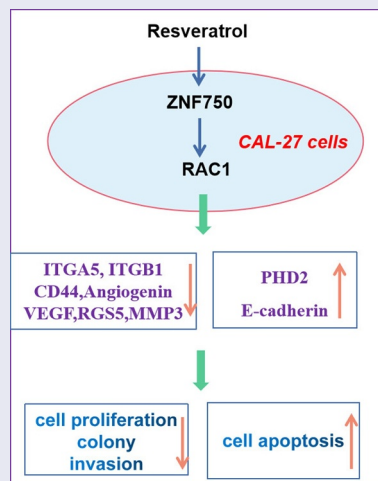 Resveratrol
ZNF750
CAL-27 cells
RAC1
ITGA5, ITGB1
CD44,Angiogenin
VEGF,RGS5,MMP3
PHD2
E-cadherin
cell proliferation
colony
invasion
cell apoptosis